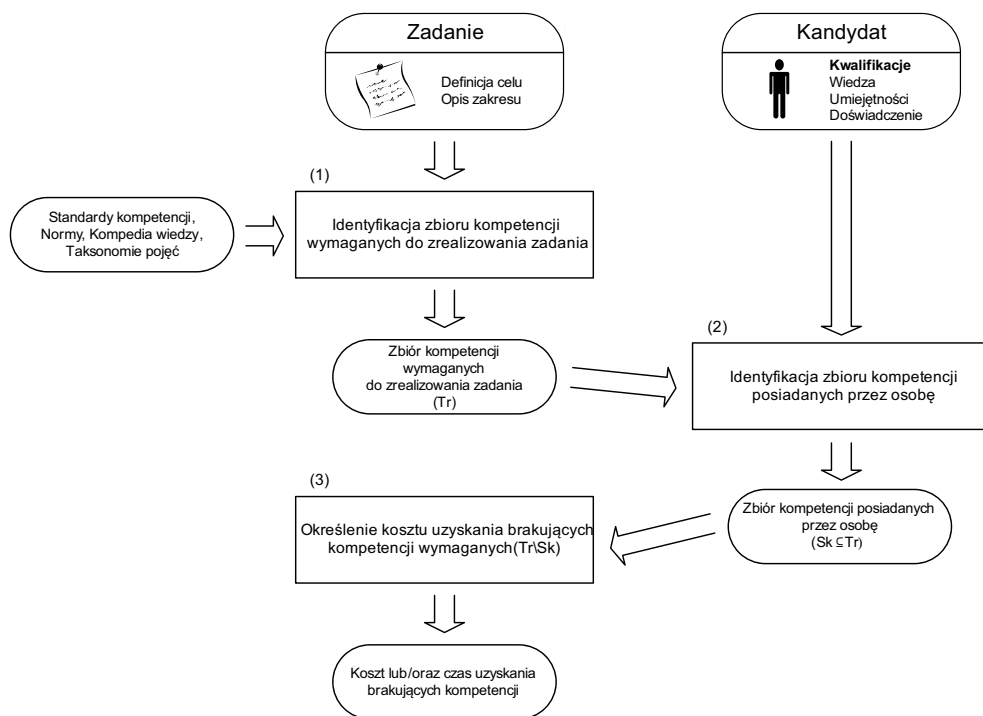 Zadanie
Definicja celu
Opis zakresu
Kandydat
Kwalifikacje
Wiedza
Umiejętności
Doświadczenie
(1)
Standardy kompetencji,
Normy, Kompedia wiedzy,
Taksonomie pojęć
Identyfikacja zbioru kompetencji
wymaganych do zrealizowania zadania
Zbiór kompetencji
wymaganych
do zrealizowania zadania
(Tr)
(2)
Identyfikacja zbioru kompetencji
posiadanych przez osobę
(3)
Określenie kosztu uzyskania brakujących
kompetencji wymaganych(Tr\Sk)
Zbiór kompetencji posiadanych
przez osobę
(Sk ⊆Tr)
Koszt lub/oraz czas uzyskania
brakujących kompetencji